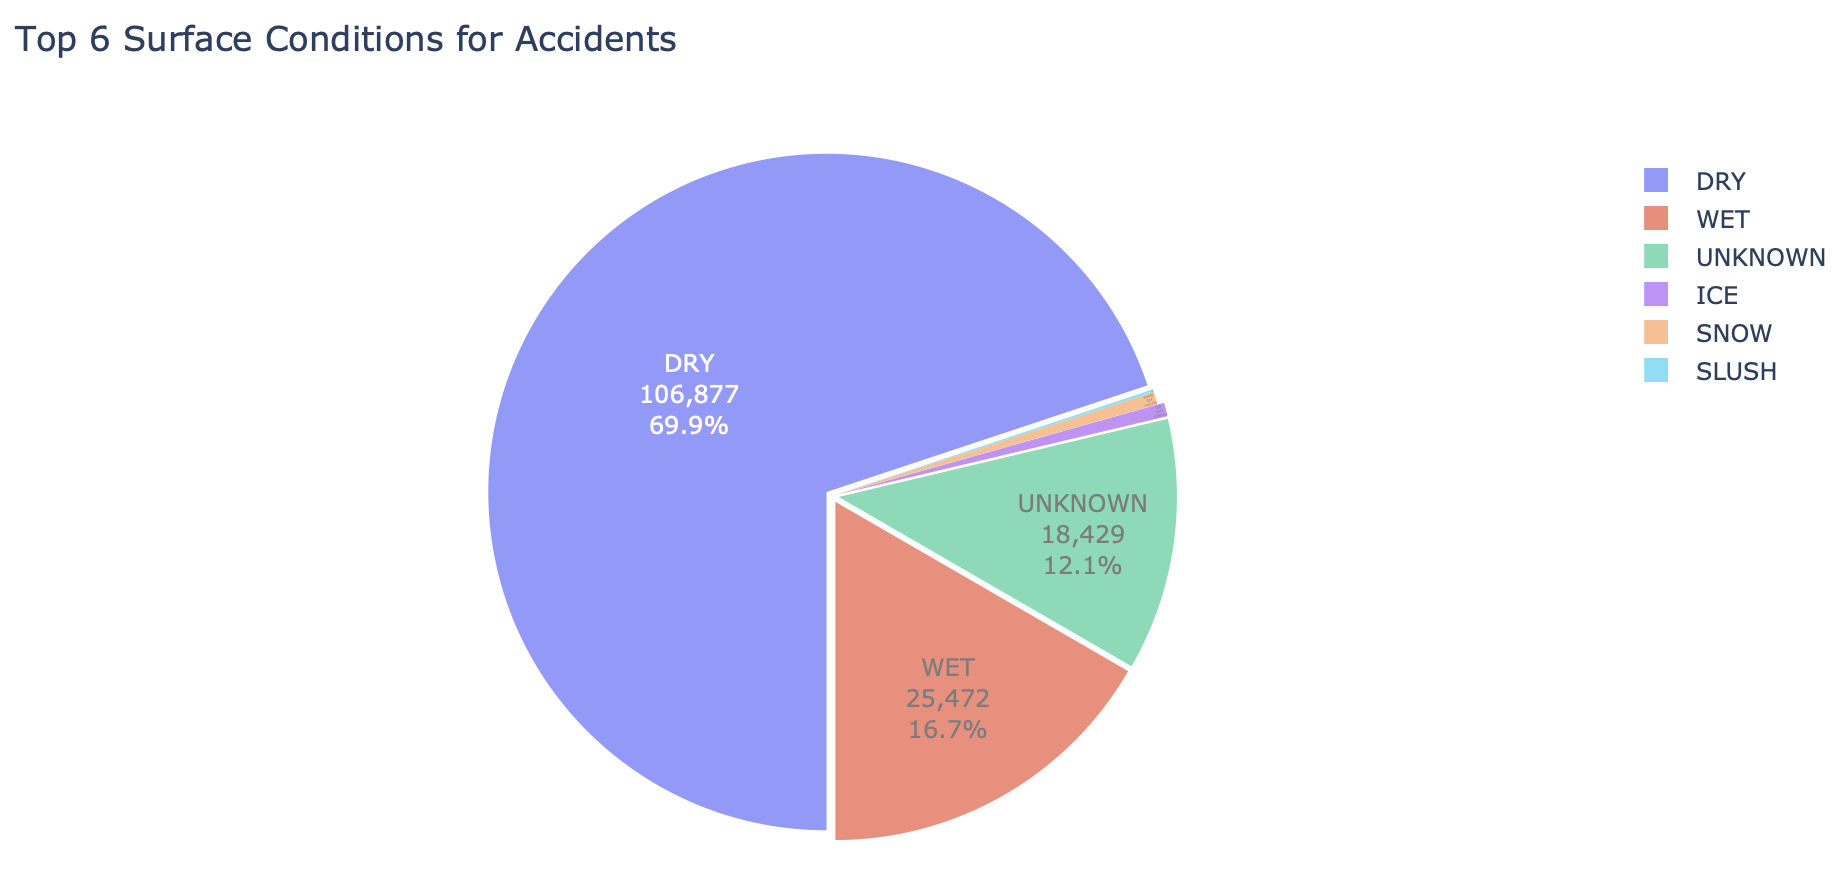 Top 6 Surface Conditions for Accidents
DRY
106,877
69.9%
UNKNOWN
18,429
12.1%
WET
25,472
16.7%
DRY
WET
UNKNOWN
ICE
SNOW
SLUSH